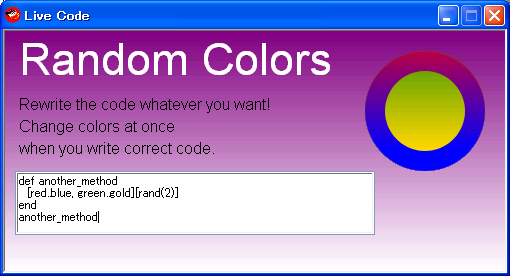 Live Code
Random Colors
Rewrite the code whatever you want!
Change colors at once
when you write correct code.
def another_method
  [red.blue, green.gold][rand(2)]
end
another_method